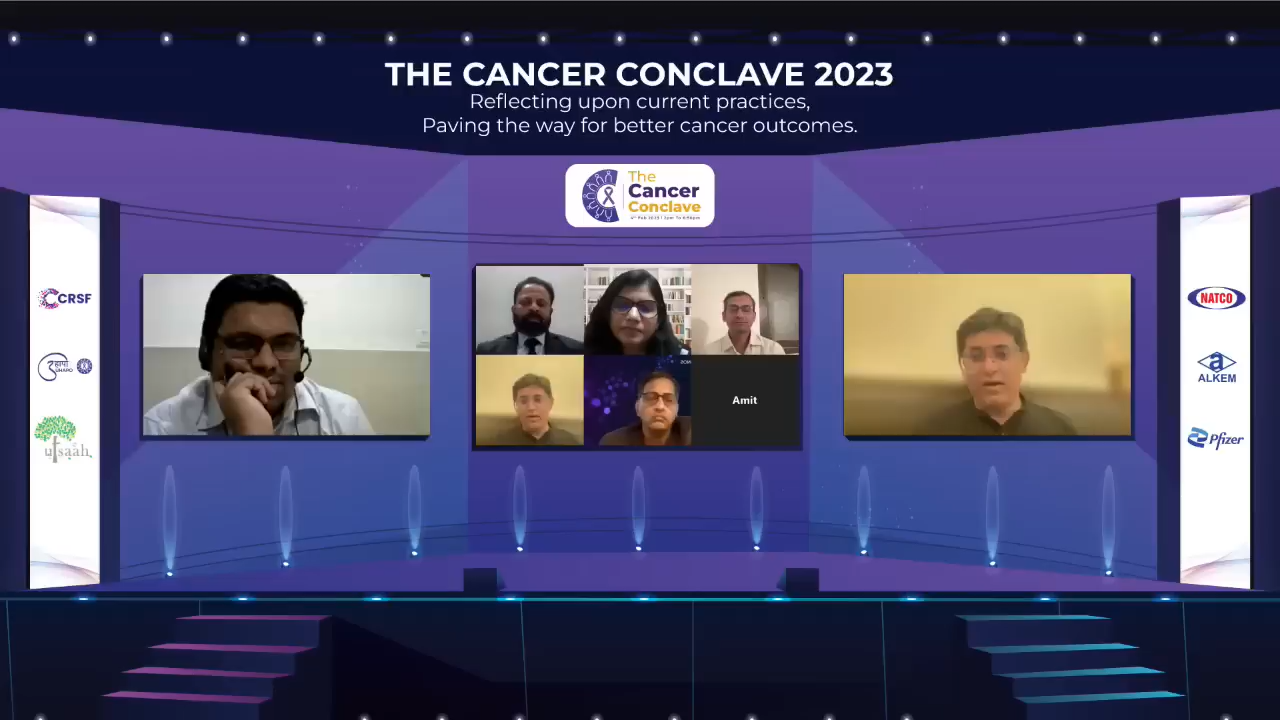 THE CANCER CONCLAVE 2023
Reflecting upon current practices,
Paving the way for better cancer outcomes.
The
Cancer
Conclave
CRSF
utsaah
Amit
NATCO
ALKEM
Pfizer